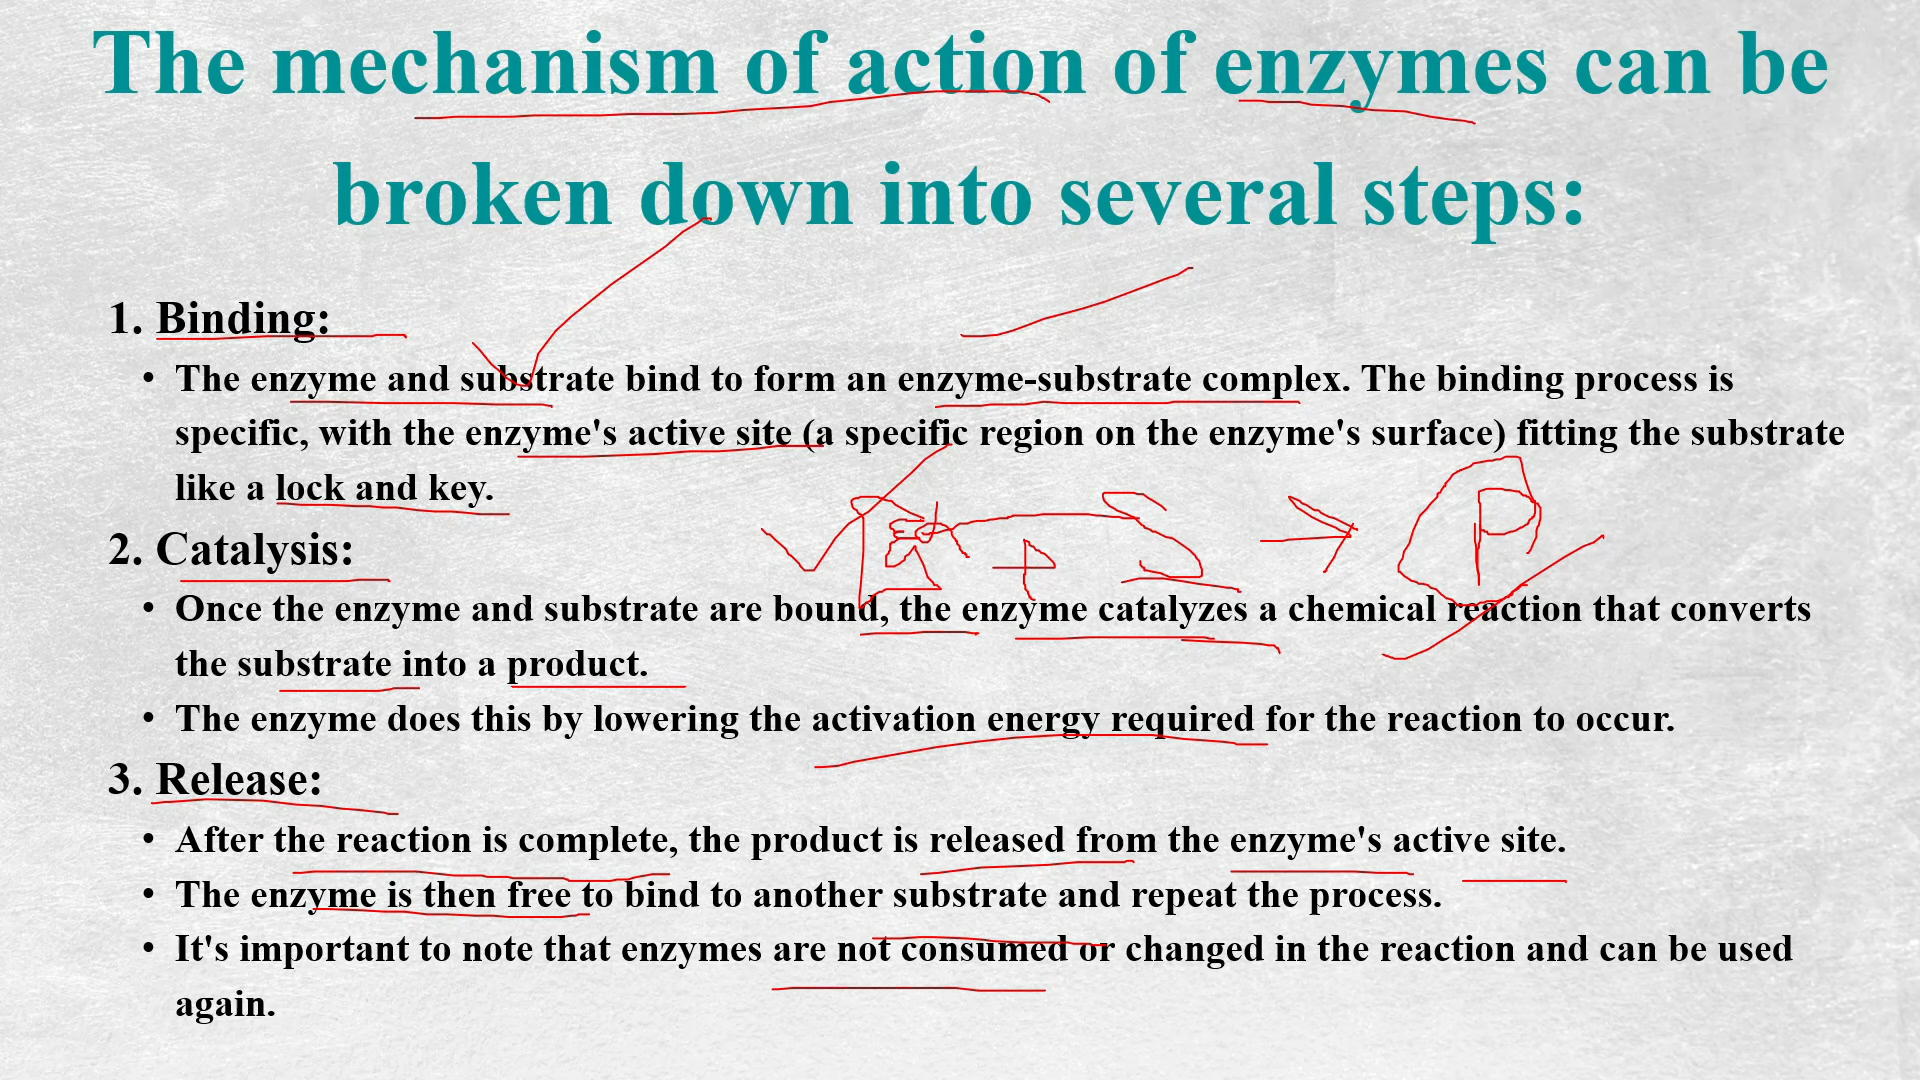 The mechanism of action of enzymes can be
broken down into several steps:
1. Binding:
• The enzyme and substrate bind to form an enzyme-substrate complex. The binding process is
specific, with the enzyme's active site (a specific region on the enzyme's surface) fitting the substrate
like a lock and key.
E + S → P
2. Catalysis:
• Once the enzyme and substrate are bound, the enzyme catalyzes a chemical reaction that converts
the substrate into a product.
• The enzyme does this by lowering the activation energy required for the reaction to occur.
3. Release:
• After the reaction is complete, the product is released from the enzyme's active site.
• The enzyme is then free to bind to another substrate and repeat the process.
• It's important to note that enzymes are not consumed or changed in the reaction and can be used
again.